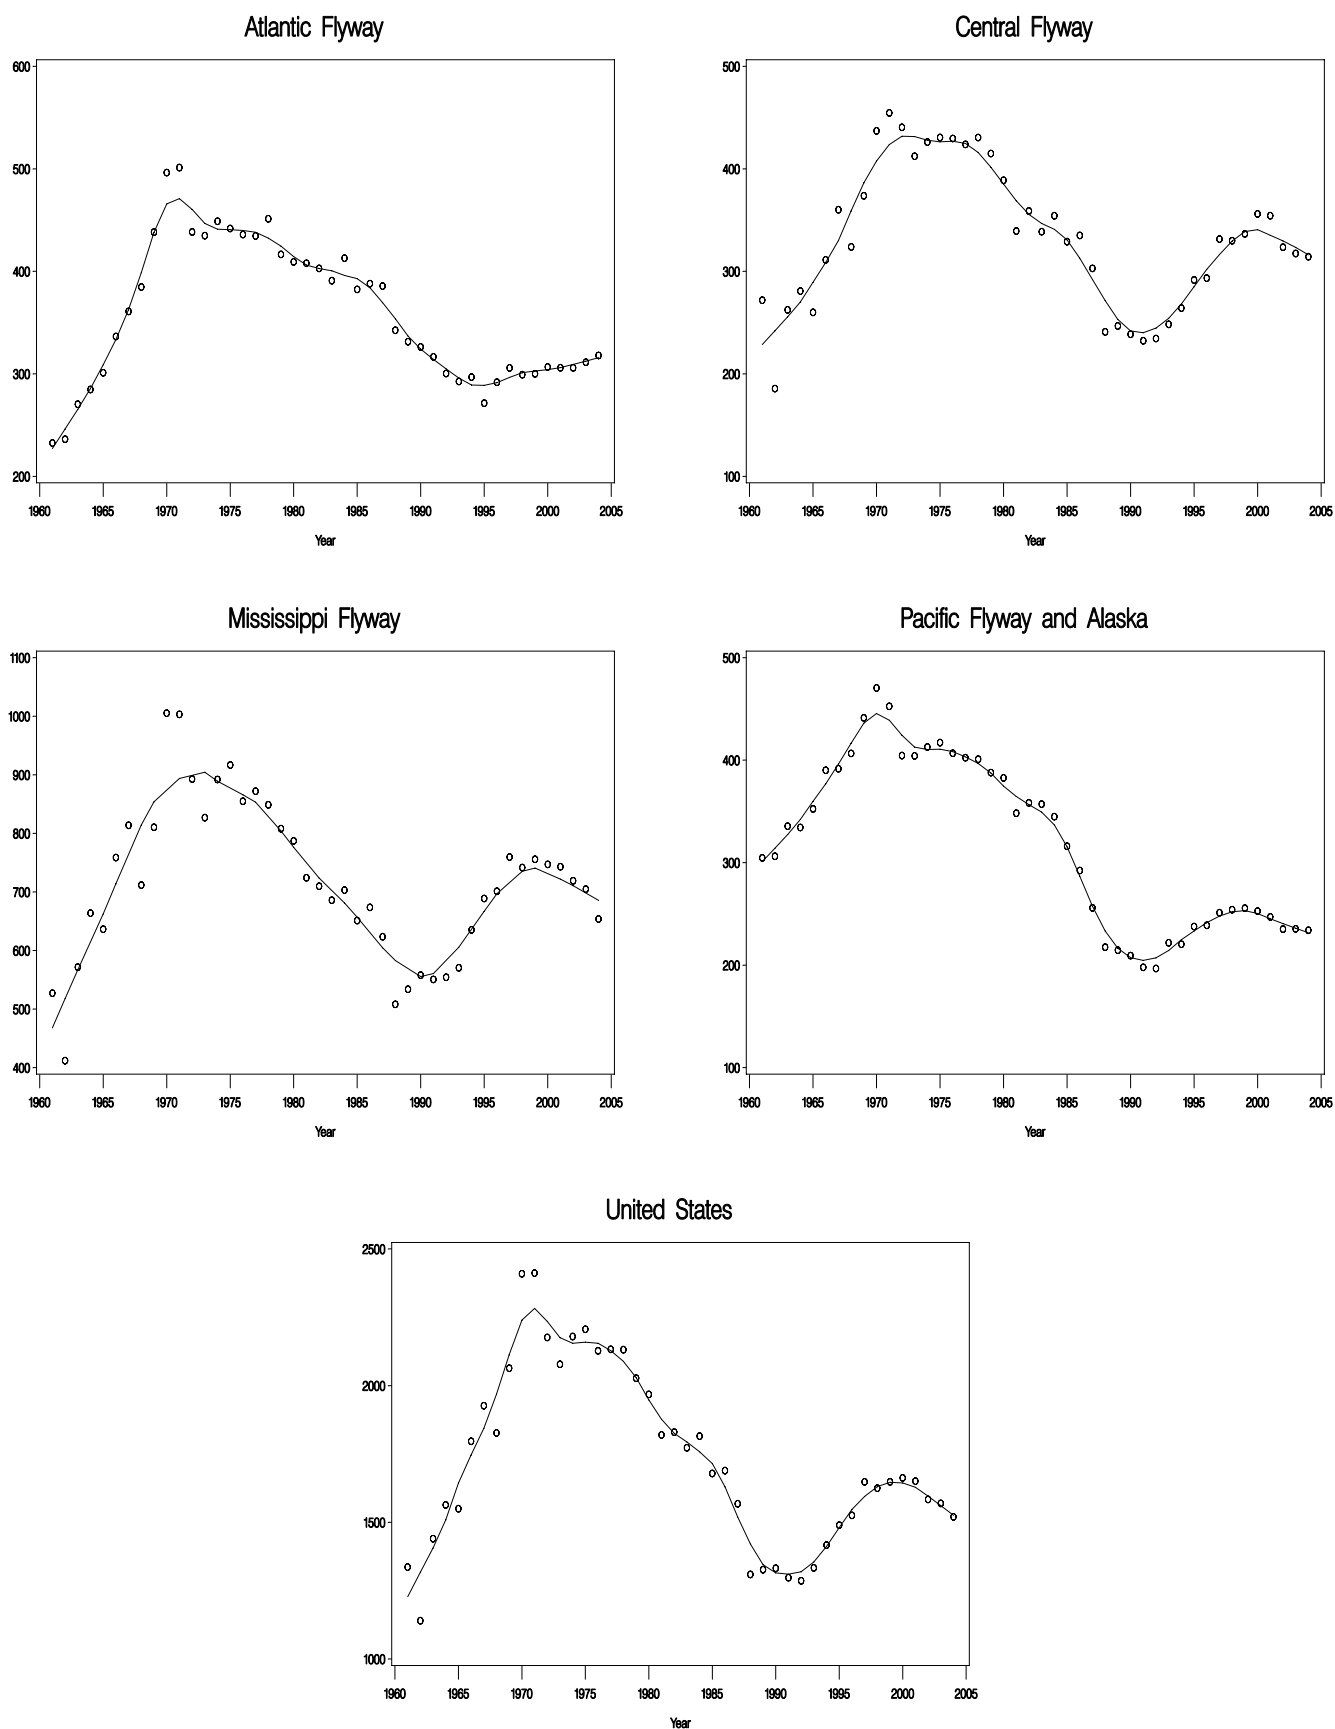 Atlantic Flyway
600
500
400
300
200
1960 1965 1970 1975 1980 1985 1990 1995 2000 2005
Year
Central Flyway
500
400
300
200
100
1960 1965 1970 1975 1980 1985 1990 1995 2000 2005
Year
Mississippi Flyway
1100
1000
900
800
700
600
500
400
1960 1965 1970 1975 1980 1985 1990 1995 2000 2005
Year
Pacific Flyway and Alaska
500
400
300
200
100
1960 1965 1970 1975 1980 1985 1990 1995 2000 2005
Year
United States
2500
2000
1500
1000
1960 1965 1970 1975 1980 1985 1990 1995 2000 2005
Year